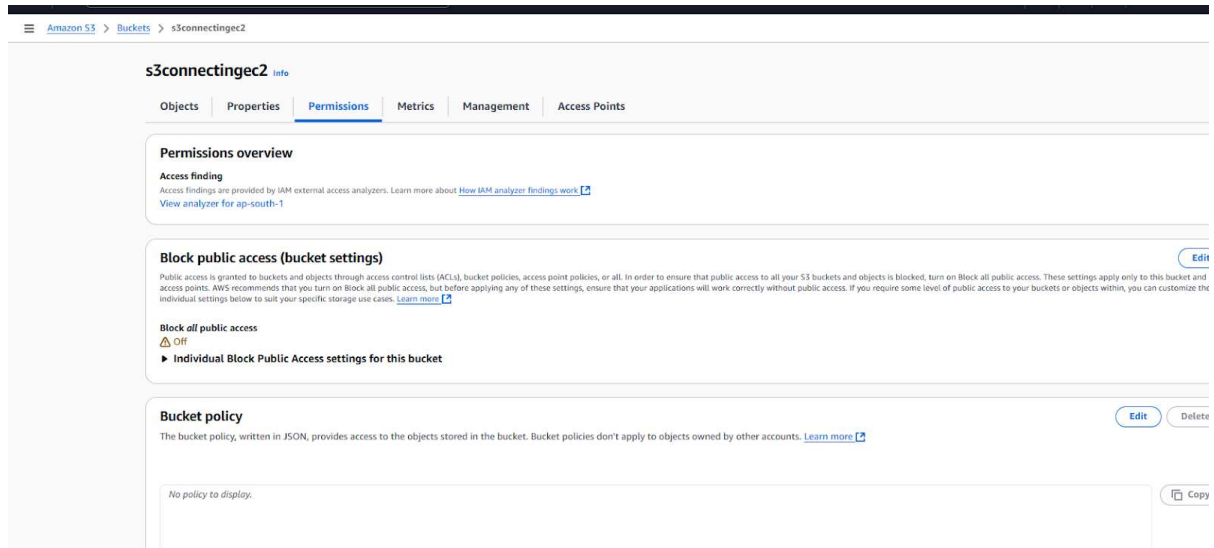 Amazon S3 > Buckets > s3connectingec2
s3connectingec2 Info
Objects Properties Permissions Metrics Management Access Points
Permissions overview
Access finding
Access findings are provided by IAM external access analyzers. Learn more about How IAM analyzer findings work
View analyzer for ap-south-1
Block public access (bucket settings)
Edit
Public access is granted to buckets and objects through access control lists (ACLs), bucket policies, access point policies, or all. In order to ensure that public access to all your S3 buckets and objects is blocked, turn on Block all public access. These settings apply only to this bucket and
access points. AWS recommends that you turn on Block all public access, but before applying any of these settings, ensure that your applications will work correctly without public access. If you require some level of public access to your buckets or objects within, you can customize the
individual settings below to suit your specific storage use cases. Learn more
Block all public access
Off
Individual Block Public Access settings for this bucket
Bucket policy
Edit Delete
The bucket policy, written in JSON, provides access to the objects stored in the bucket. Bucket policies don't apply to objects owned by other accounts. Learn more
No policy to display.
Copy